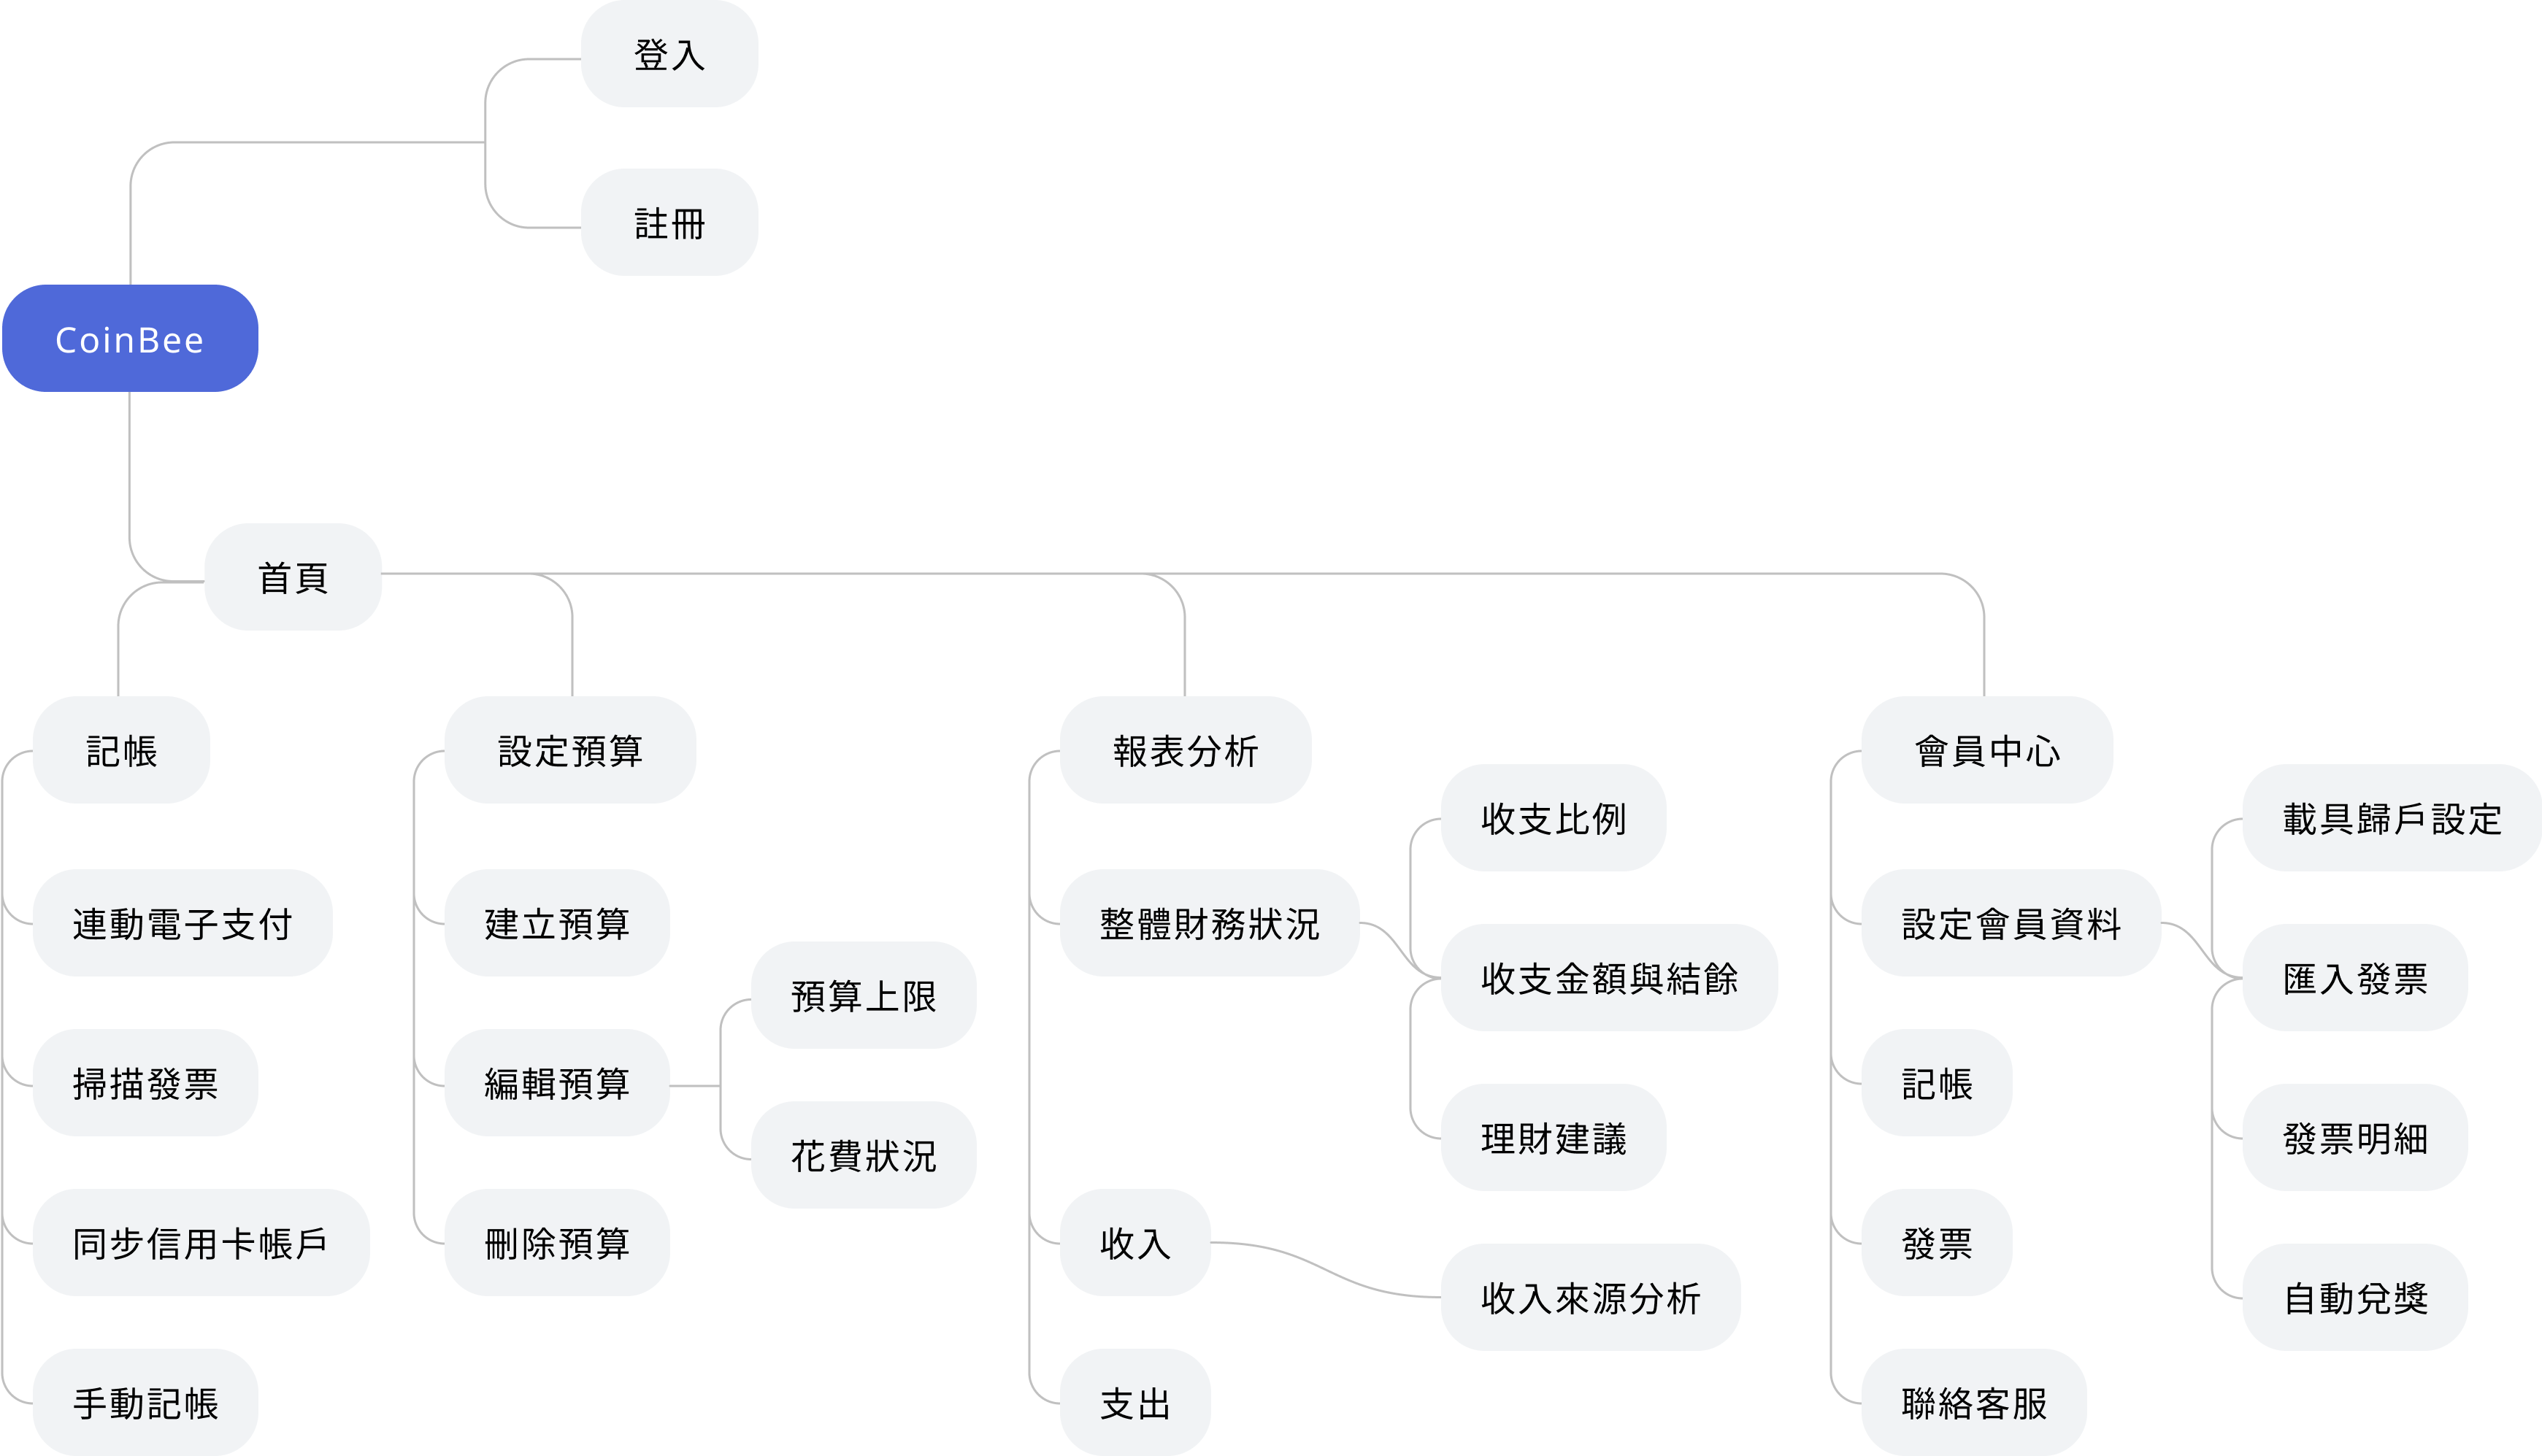 登入
註冊
CoinBee
首頁
記帳
連動電子支付
掃描發票
同步信用卡帳戶
手動記帳
設定預算
建立預算
編輯預算
預算上限
花費狀況
刪除預算
報表分析
整體財務狀況
收支比例
收支金額與結餘
理財建議
收入
收入來源分析
支出
會員中心
設定會員資料
載具歸戶設定
匯入發票
發票明細
自動兌獎
記帳
發票
聯絡客服